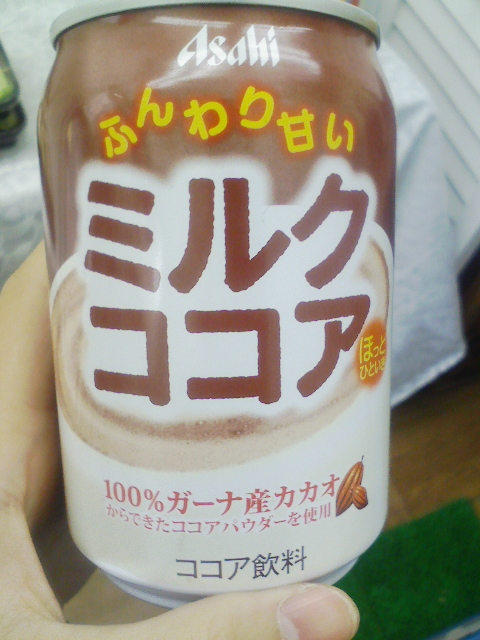 Asahi
ふんわり甘い
ミルク
ココア
ほっと
ひといき
100%ガーナ産カカオ
からできたココアパウダーを使用
ココア飲料